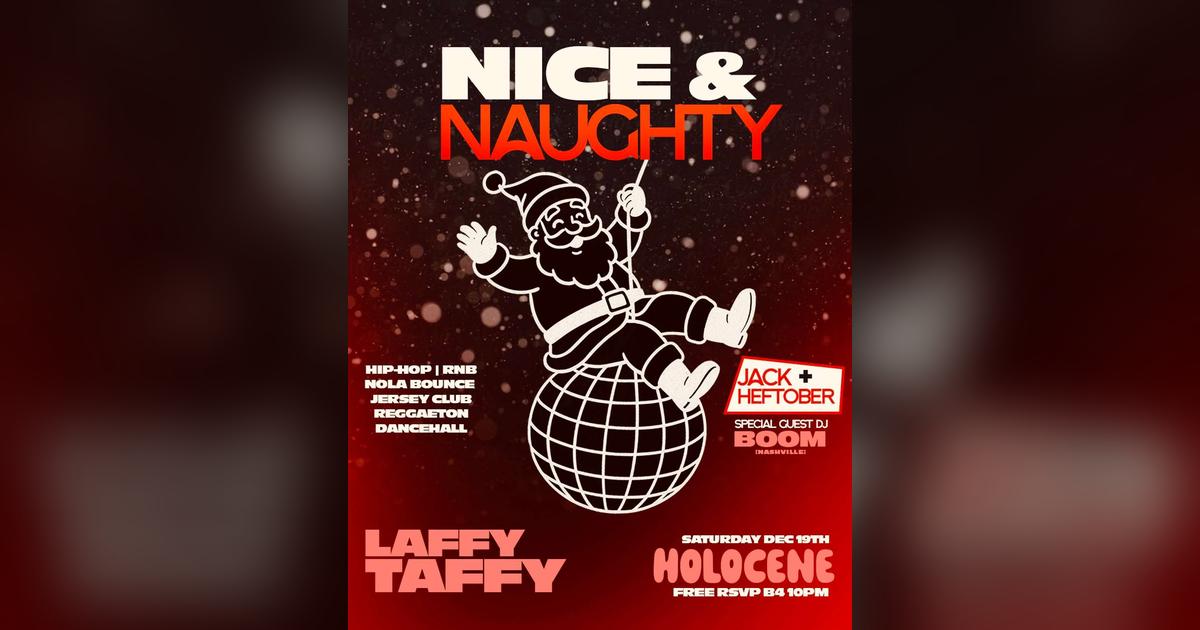 NICE &
NAUGHTY
HIP-HOP | RNB
NOLA BOUNCE
JERSEY CLUB
REGGAETON
DANCEHALL
JACK +
HEFTOBER
SPECIAL GUEST DJ
BOOM
[NASHVILLE]
LAFFY
TAFFY
SATURDAY DEC 19TH
HOLOCENE
FREE RSVP B4 10PM